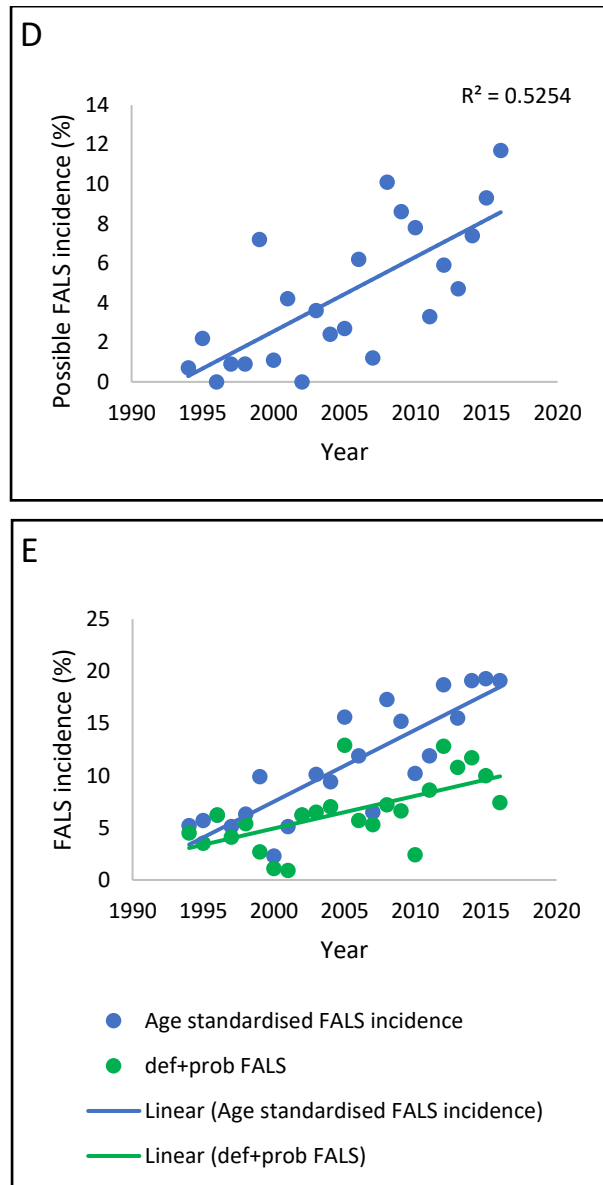 D
R² = 0.5254
14
12
10
8
6
4
2
0
Possible FALS incidence (%)
1990 1995 2000 2005 2010 2015 2020
Year
E
25
20
15
10
5
0
FALS incidence (%)
1990 1995 2000 2005 2010 2015 2020
Year
Age standardised FALS incidence
def+prob FALS
Linear (Age standardised FALS incidence)
Linear (def+prob FALS)